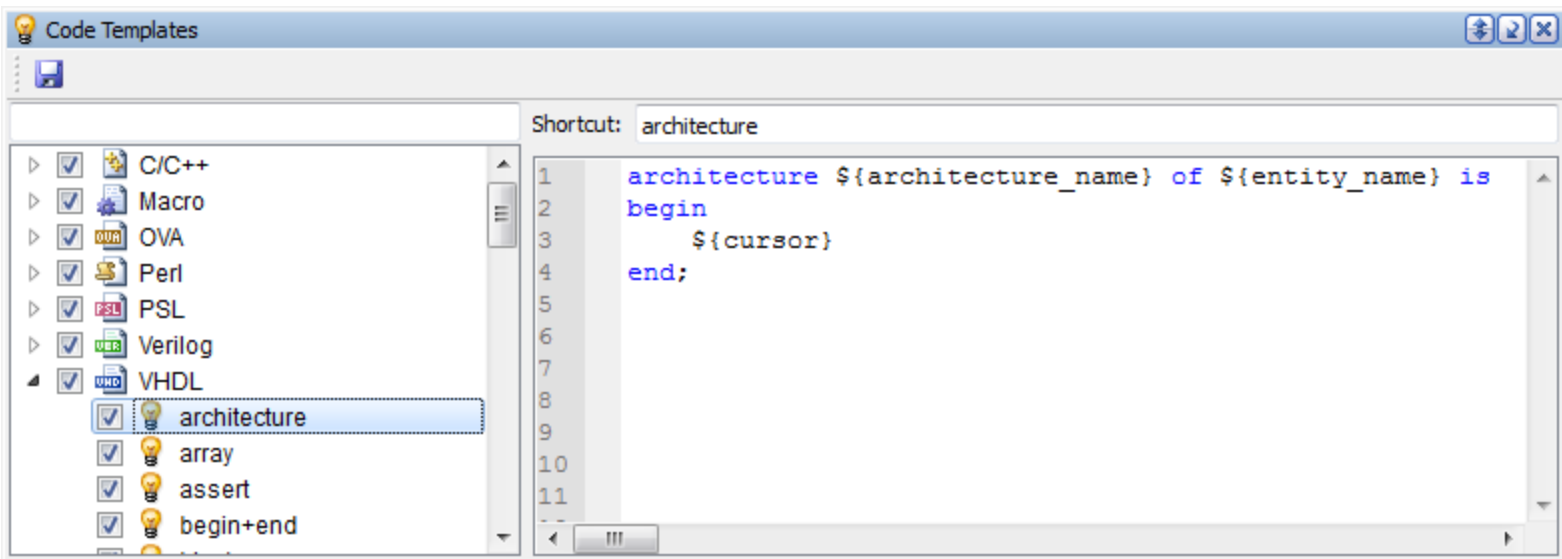 Code Templates
Shortcut: architecture
C/C++
Macro
OVA
Perl
PSL
Verilog
VHDL
architecture
array
assert
begin+end
1 architecture ${architecture_name} of ${entity_name} is
2 begin
3 ${cursor}
4 end;
5
6
7
8
9
10
11